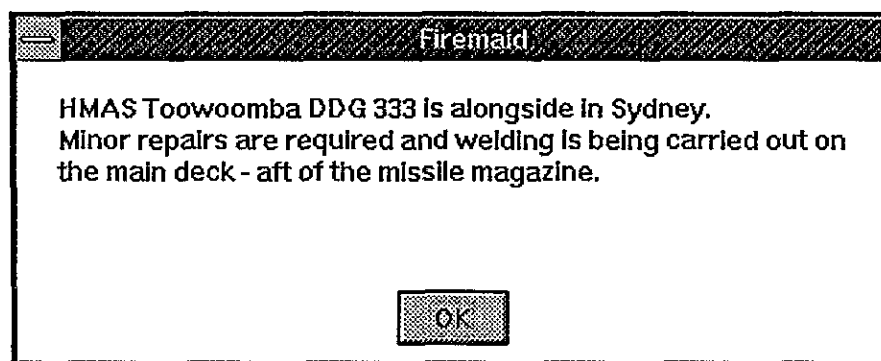 Firemaid
HMAS Toowoomba DDG 333 is alongside in Sydney.
Minor repairs are required and welding is being carried out on
the main deck - aft of the missile magazine.
OK